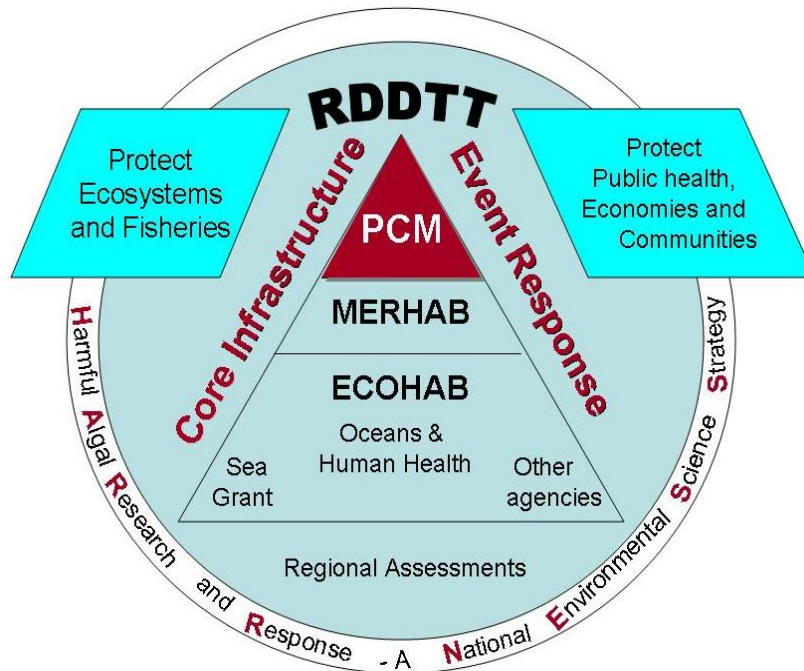 RDDTT
Protect
Ecosystems
and Fisheries
Protect
Public health,
Economies and
Communities
Core Infrastructure
Event Response
PCM
MERHAB
ECOHAB
Oceans &
Human Health
Sea
Grant
Other
agencies
Regional Assessments
Harmful Algal Research and Response - A National Environmental Science Strategy